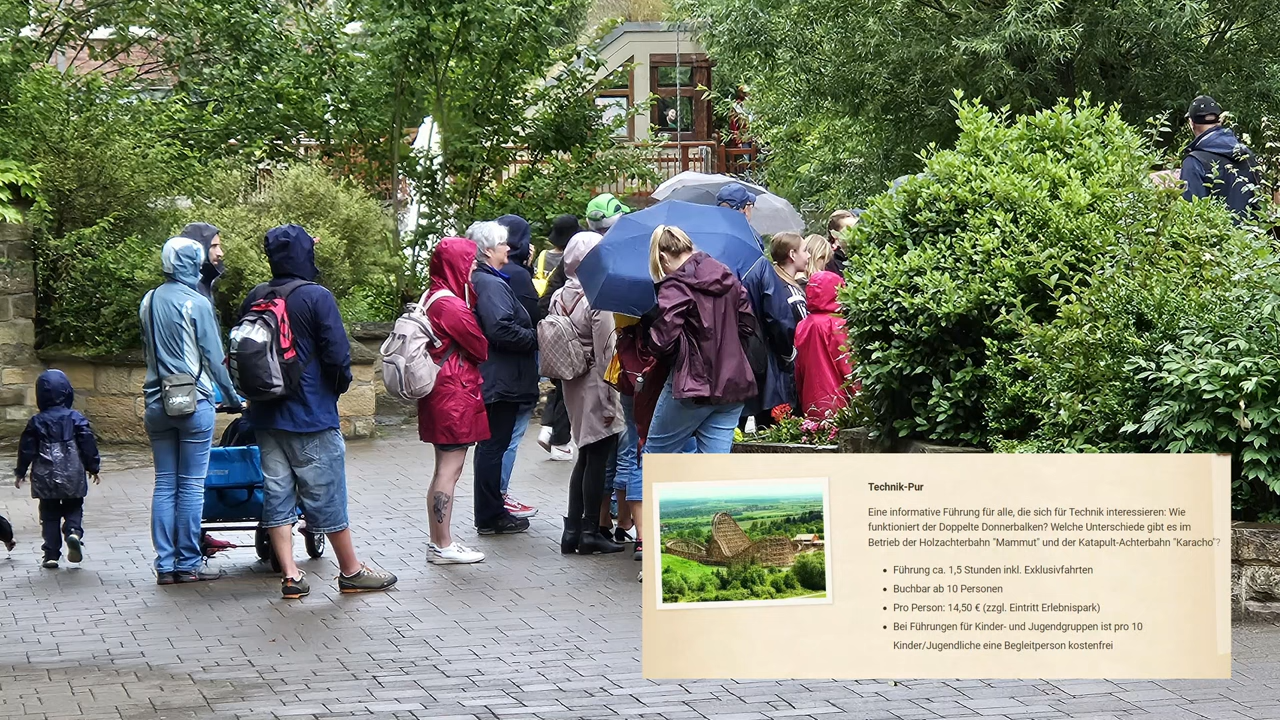 Technik-Pur
Eine informative Führung für alle, die sich für Technik interessieren: Wie
funktioniert der Doppelte Donnerbalken? Welche Unterschiede gibt es im
Betrieb der Holzachterbahn "Mammut" und der Katapult-Achterbahn "Karacho"?
Führung ca. 1,5 Stunden inkl. Exklusivfahrten
Buchbar ab 10 Personen
Pro Person: 14,50 € (zzgl. Eintritt Erlebnispark)
Bei Führungen für Kinder- und Jugendgruppen ist pro 10
Kinder/Jugendliche eine Begleitperson kostenfrei